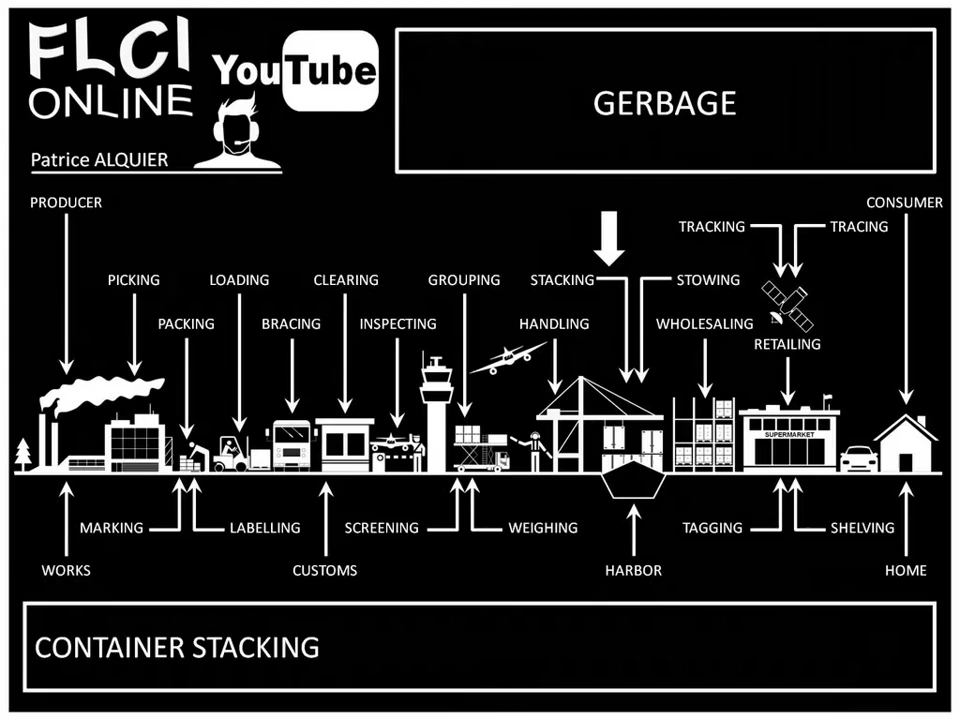 FLCI
ONLINE
YouTube
Patrice ALQUIER
GERBAGE
PRODUCER
CONSUMER
TRACKING
TRACING
PICKING
LOADING
CLEARING
GROUPING
STACKING
STOWING
PACKING
BRACING
INSPECTING
HANDLING
WHOLESALING
RETAILING
SUPERMARKET
MARKING
LABELLING
SCREENING
WEIGHING
TAGGING
SHELVING
WORKS
CUSTOMS
HARBOR
HOME
CONTAINER STACKING